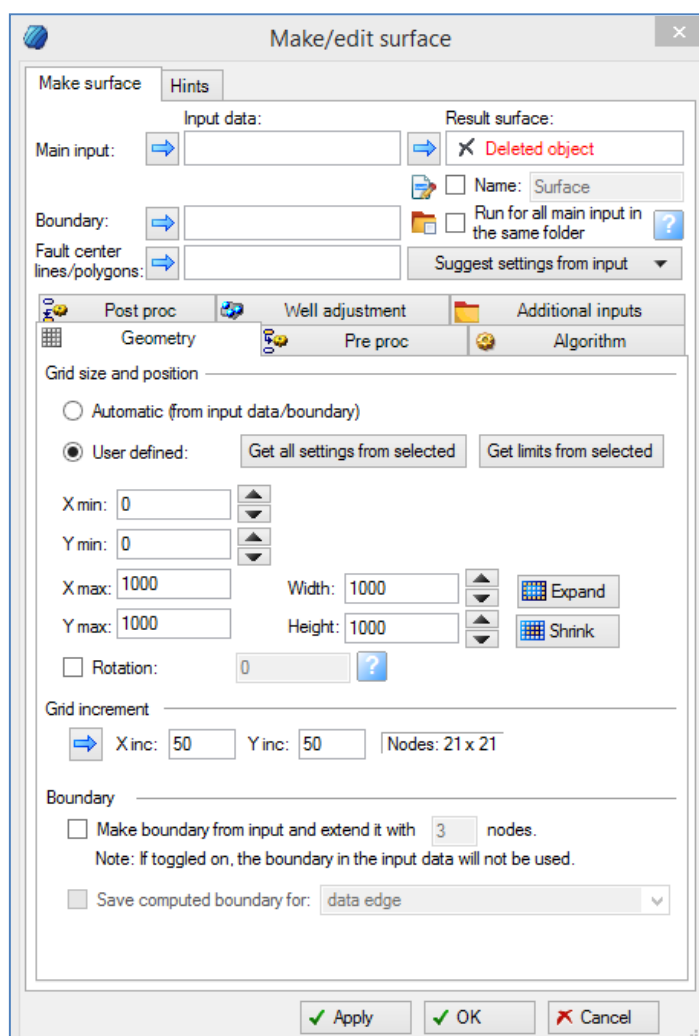 Make/edit surface
Make surface Hints
Input data: Result surface:
Main input: Deleted object
Name: Surface
Boundary: Run for all main input in
the same folder ?
Fault center
lines/polygons: Suggest settings from input
Post proc Well adjustment Additional inputs
Geometry Pre proc Algorithm
Grid size and position
Automatic (from input data/boundary)
User defined: Get all settings from selected Get limits from selected
X min: 0
Y min: 0
X max: 1000 Width: 1000 Expand
Y max: 1000 Height: 1000 Shrink
Rotation: 0 ?
Grid increment
X inc: 50 Y inc: 50 Nodes: 21 x 21
Boundary
Make boundary from input and extend it with 3 nodes.
Note: If toggled on, the boundary in the input data will not be used.
Save computed boundary for: data edge
Apply OK Cancel